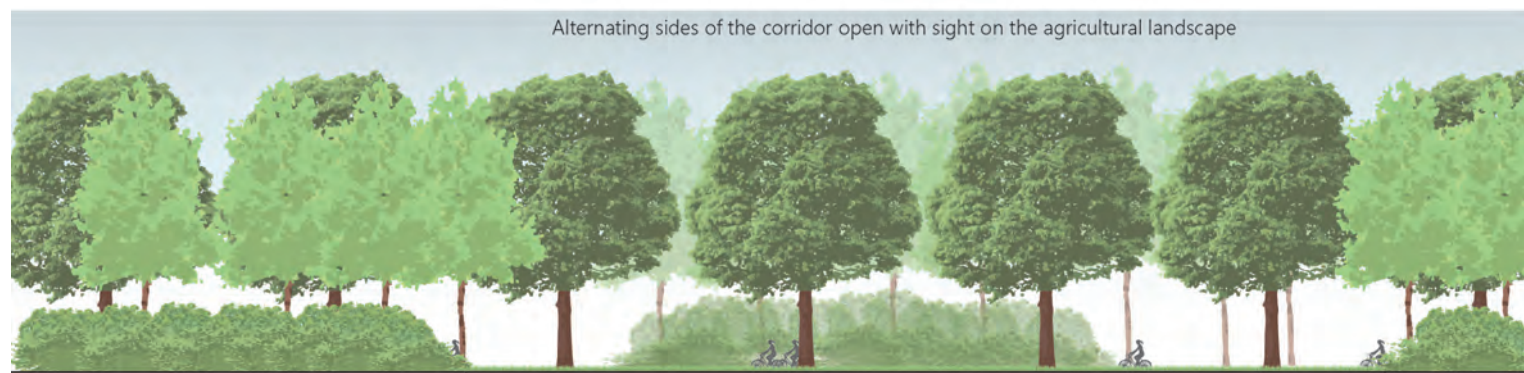 Alternating sides of the corridor open with sight on the agricultural landscape